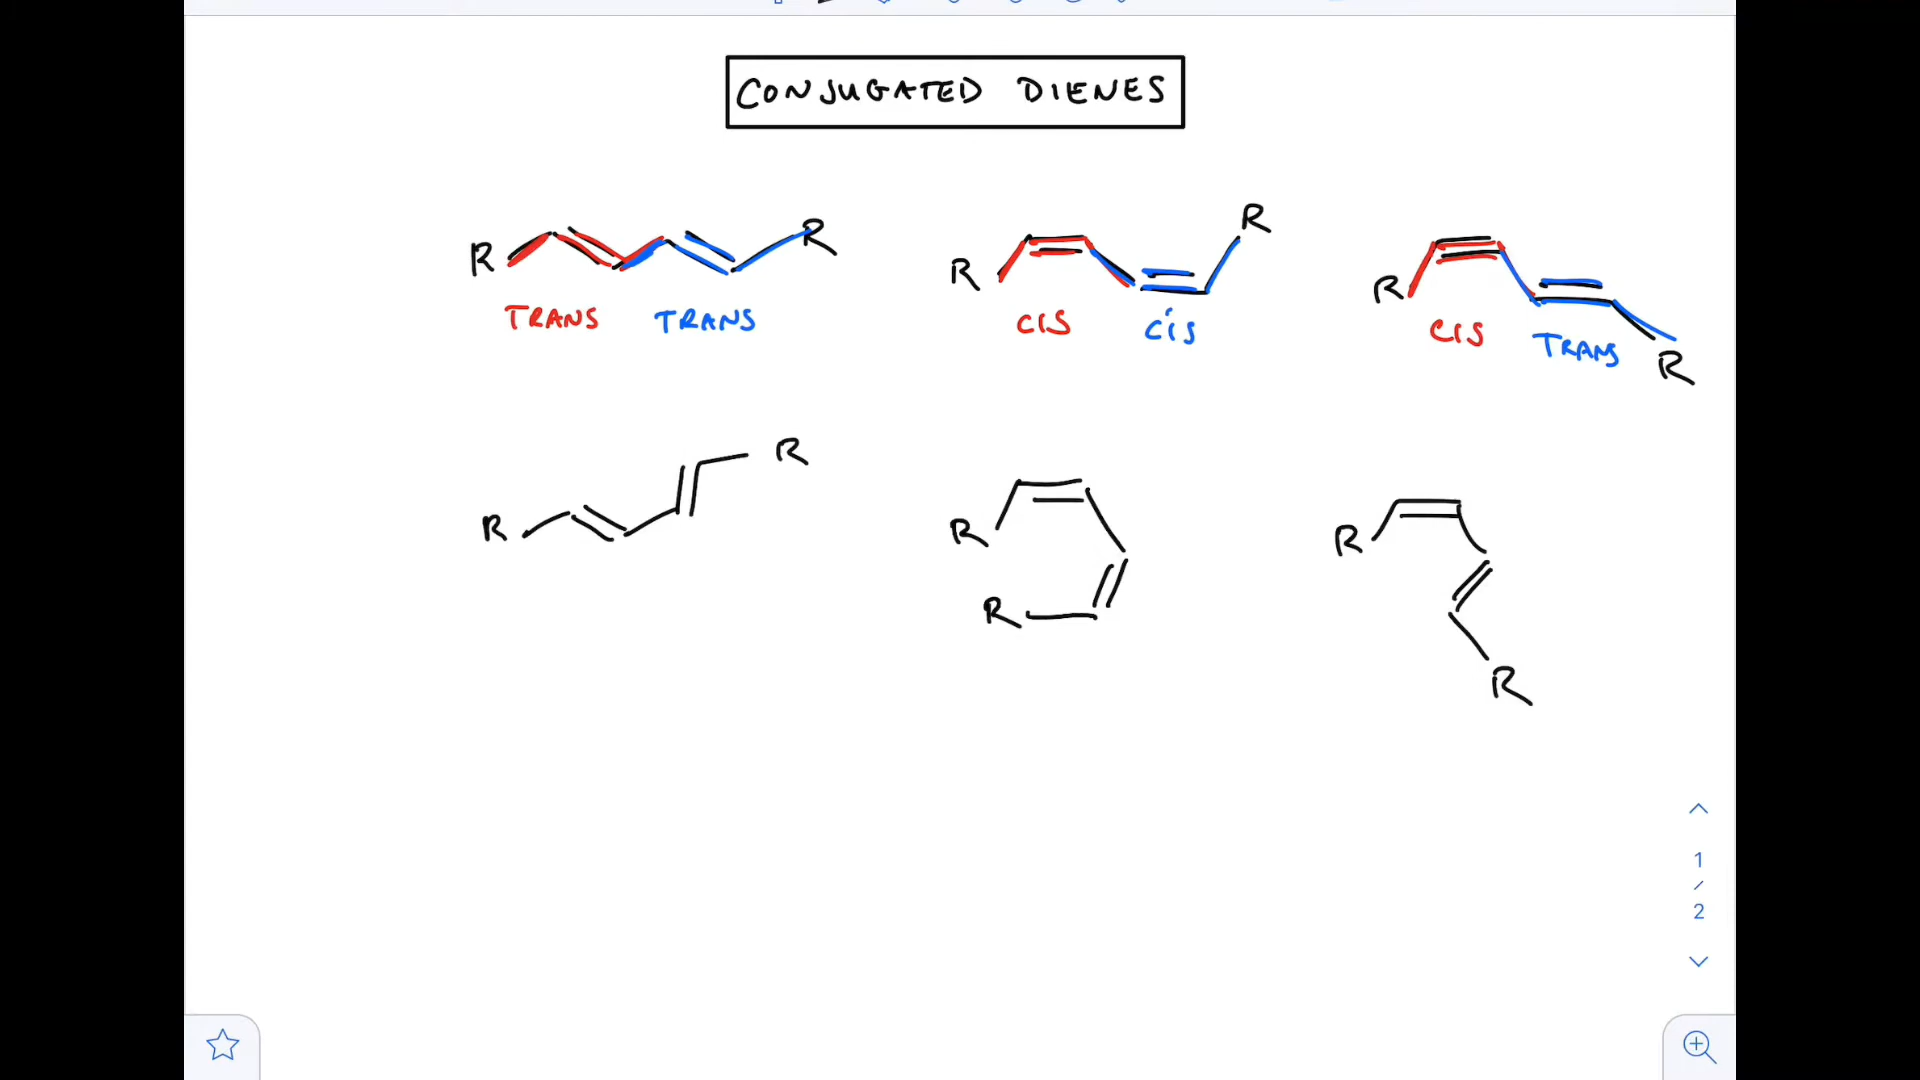 CONJUGATED DIENES
R R
TRANS TRANS
R R
CIS CIS
R R
CIS TRANS
R R
R R
R R
1
/
2